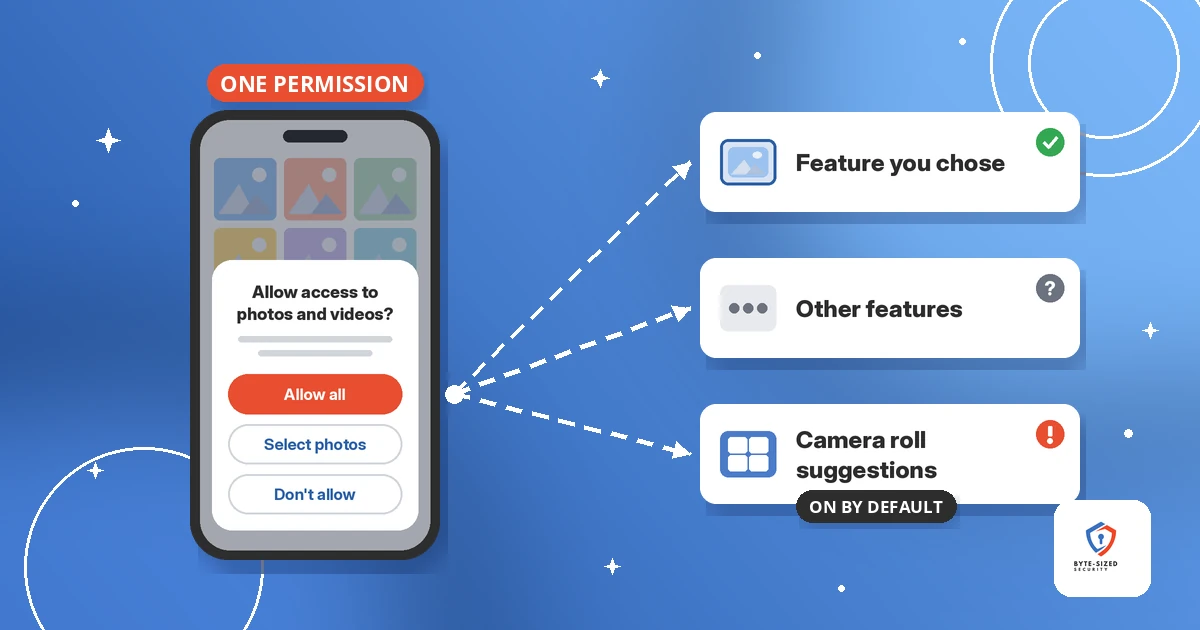 ONE PERMISSION
Allow access to
photos and videos?
Allow all
Select photos
Don't allow
Feature you chose
?
Other features
!
Camera roll
suggestions
ON BY DEFAULT
BYTE-SIZED
SECURITY